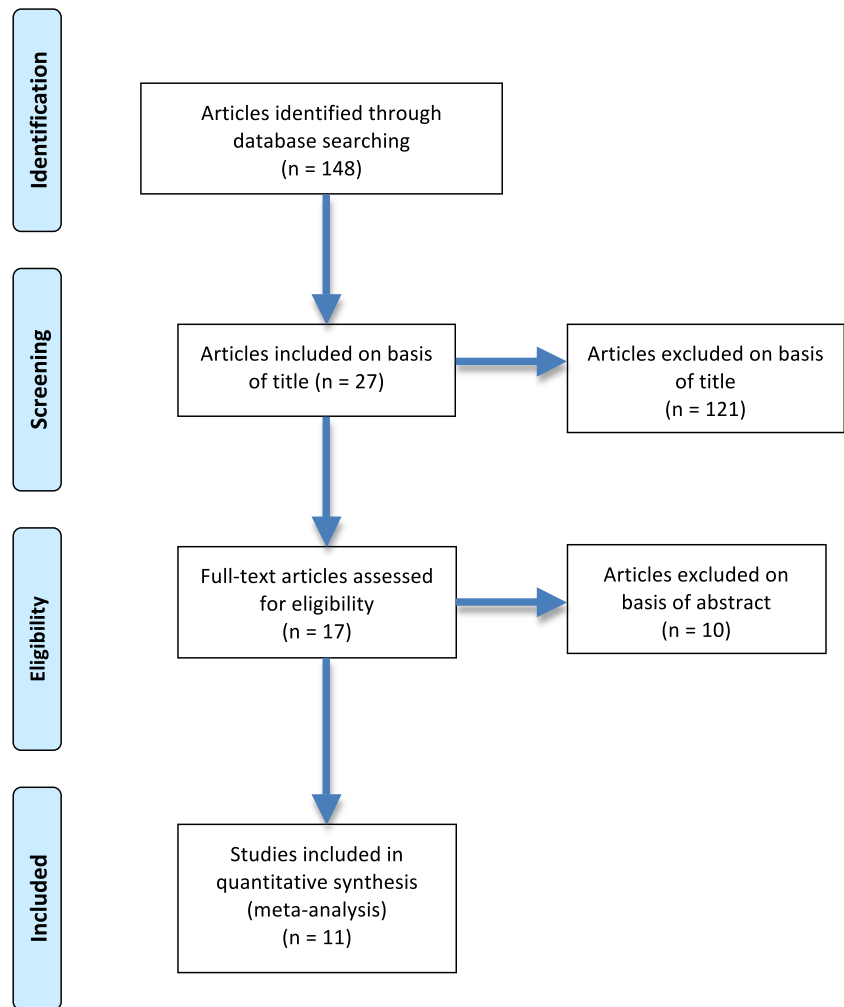 Identification
Articles identified through
database searching
(n = 148)
Screening
Articles included on basis
of title (n = 27)
Articles excluded on basis
of title
(n = 121)
Eligibility
Full-text articles assessed
for eligibility
(n = 17)
Articles excluded on
basis of abstract
(n = 10)
Included
Studies included in
quantitative synthesis
(meta-analysis)
(n = 11)